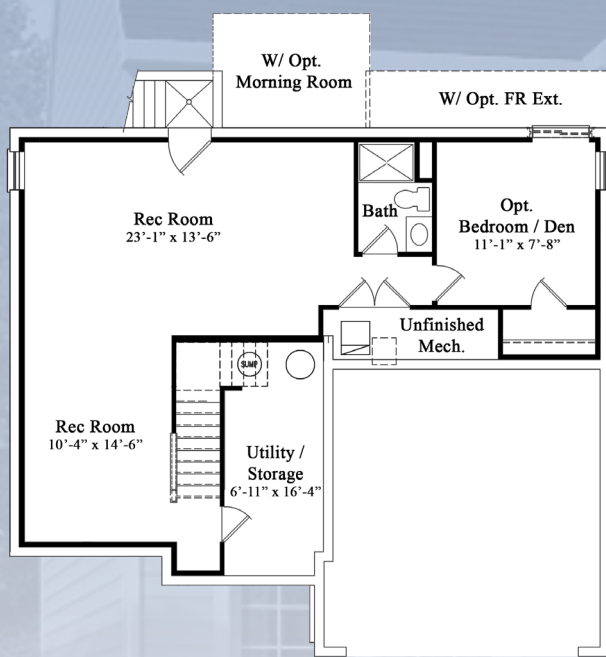 W/ Opt.
Morning Room
W/ Opt. FR Ext.
Rec Room
23’-1” x 13’-6”
Bath
Opt.
Bedroom / Den
11’-1” x 7’-8”
Unfinished
Mech.
SUMP
Rec Room
10’-4” x 14’-6”
Utility /
Storage
6’-11” x 16’-4”